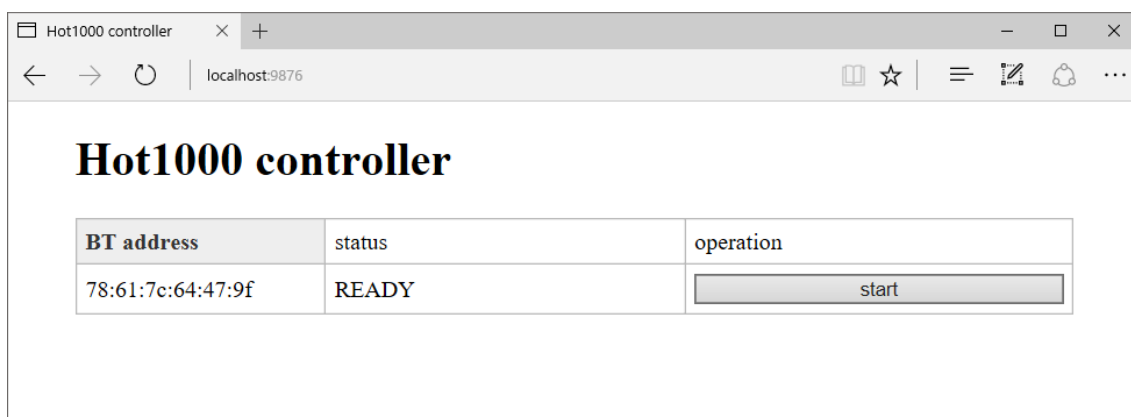 Hot1000 controller
localhost:9876
Hot1000 controller
BT address status operation
78:61:7c:64:47:9f READY start